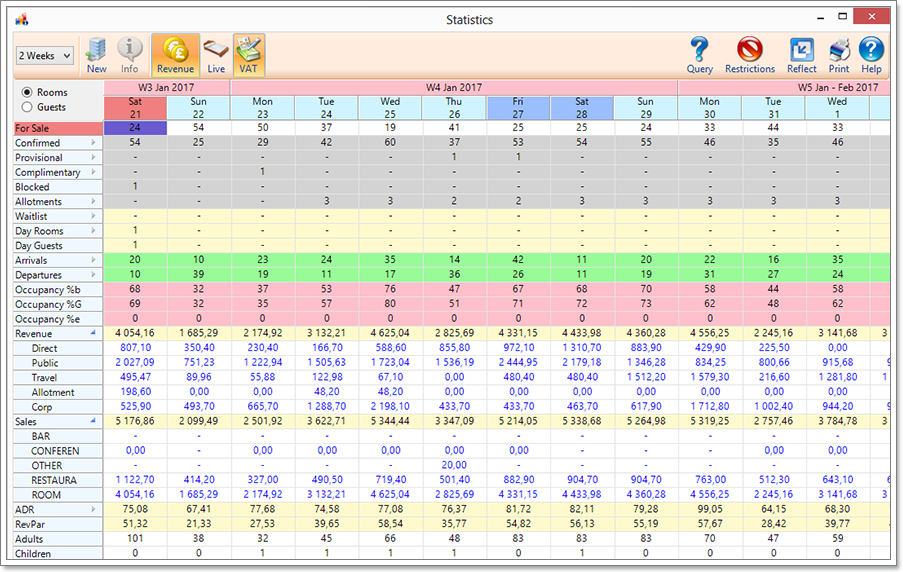 Statistics
2 Weeks New Info Revenue Live VAT Query Restrictions Reflect Print Help
Rooms
Guests
W3 Jan 2017 W4 Jan 2017 W5 Jan - Feb 2017
Sat Sun Mon Tue Wed Thu Fri Sat Sun Mon Tue Wed
21 22 23 24 25 26 27 28 29 30 31 1
For Sale 24 54 50 37 19 41 25 25 24 33 44 33
Confirmed 54 25 29 42 60 37 53 54 55 46 35 46
Provisional - - - - - 1 1 - - - - -
Complimentary - - 1 - - - - - - - - -
Blocked 1 - - - - - - - - - - -
Allotments - - - 3 3 2 2 3 3 3 3 3
Waitlist - - - - - - - - - - - -
Day Rooms 1 - - - - - - - - - - -
Day Guests 1 - - - - - - - - - - -
Arrivals 20 10 23 24 35 14 42 11 20 22 16 35
Departures 10 39 19 11 17 36 26 11 19 31 27 24
Occupancy %b 68 32 37 53 76 47 67 68 70 58 44 58
Occupancy %G 69 32 35 57 80 51 71 72 73 62 48 62
Occupancy %e 0 0 0 0 0 0 0 0 0 0 0 0
Revenue 4 054,16 1 685,29 2 174,92 3 132,21 4 625,04 2 825,69 4 331,15 4 433,98 4 360,28 4 556,25 2 245,16 3 141,68 3
Direct 807,10 350,40 230,40 166,70 588,60 855,80 972,10 1 310,70 883,90 429,90 225,50 0,00
Public 2 027,09 751,23 1 222,94 1 505,63 1 723,04 1 536,19 2 444,95 2 179,18 1 346,28 834,25 800,66 915,68
Travel 495,47 89,96 55,88 122,98 67,10 0,00 480,40 480,40 1 512,20 1 579,30 216,60 1 281,80 1
Allotment 198,60 0,00 0,00 48,20 48,20 0,00 0,00 0,00 0,00 0,00 0,00 0,00
Corp 525,90 493,70 665,70 1 288,70 2 198,10 433,70 433,70 463,70 617,90 1 712,80 1 002,40 944,20
Sales 5 176,86 2 099,49 2 501,92 3 622,71 5 344,44 3 347,09 5 214,05 5 338,68 5 264,98 5 319,25 2 757,46 3 784,78 3
BAR - - - - - - - - - - - -
CONFEREN 0,00 0,00 - 0,00 0,00 0,00 - - - - 0,00 0,00
OTHER - - - - - 20,00 - - - - - -
RESTAURA 1 122,70 414,20 327,00 490,50 719,40 501,40 882,90 904,70 904,70 763,00 512,30 643,10
ROOM 4 054,16 1 685,29 2 174,92 3 132,21 4 625,04 2 825,69 4 331,15 4 433,98 4 360,28 4 556,25 2 245,16 3 141,68 3
ADR 75,08 67,41 77,68 74,58 77,08 76,37 81,72 82,11 79,28 99,05 64,15 68,30
RevPar 51,32 21,33 27,53 39,65 58,54 35,77 54,82 56,13 55,19 57,67 28,42 39,77
Adults 101 38 32 45 66 48 83 83 83 70 47 59
Children 0 0 1 1 1 1 0 1 0 0 0 0